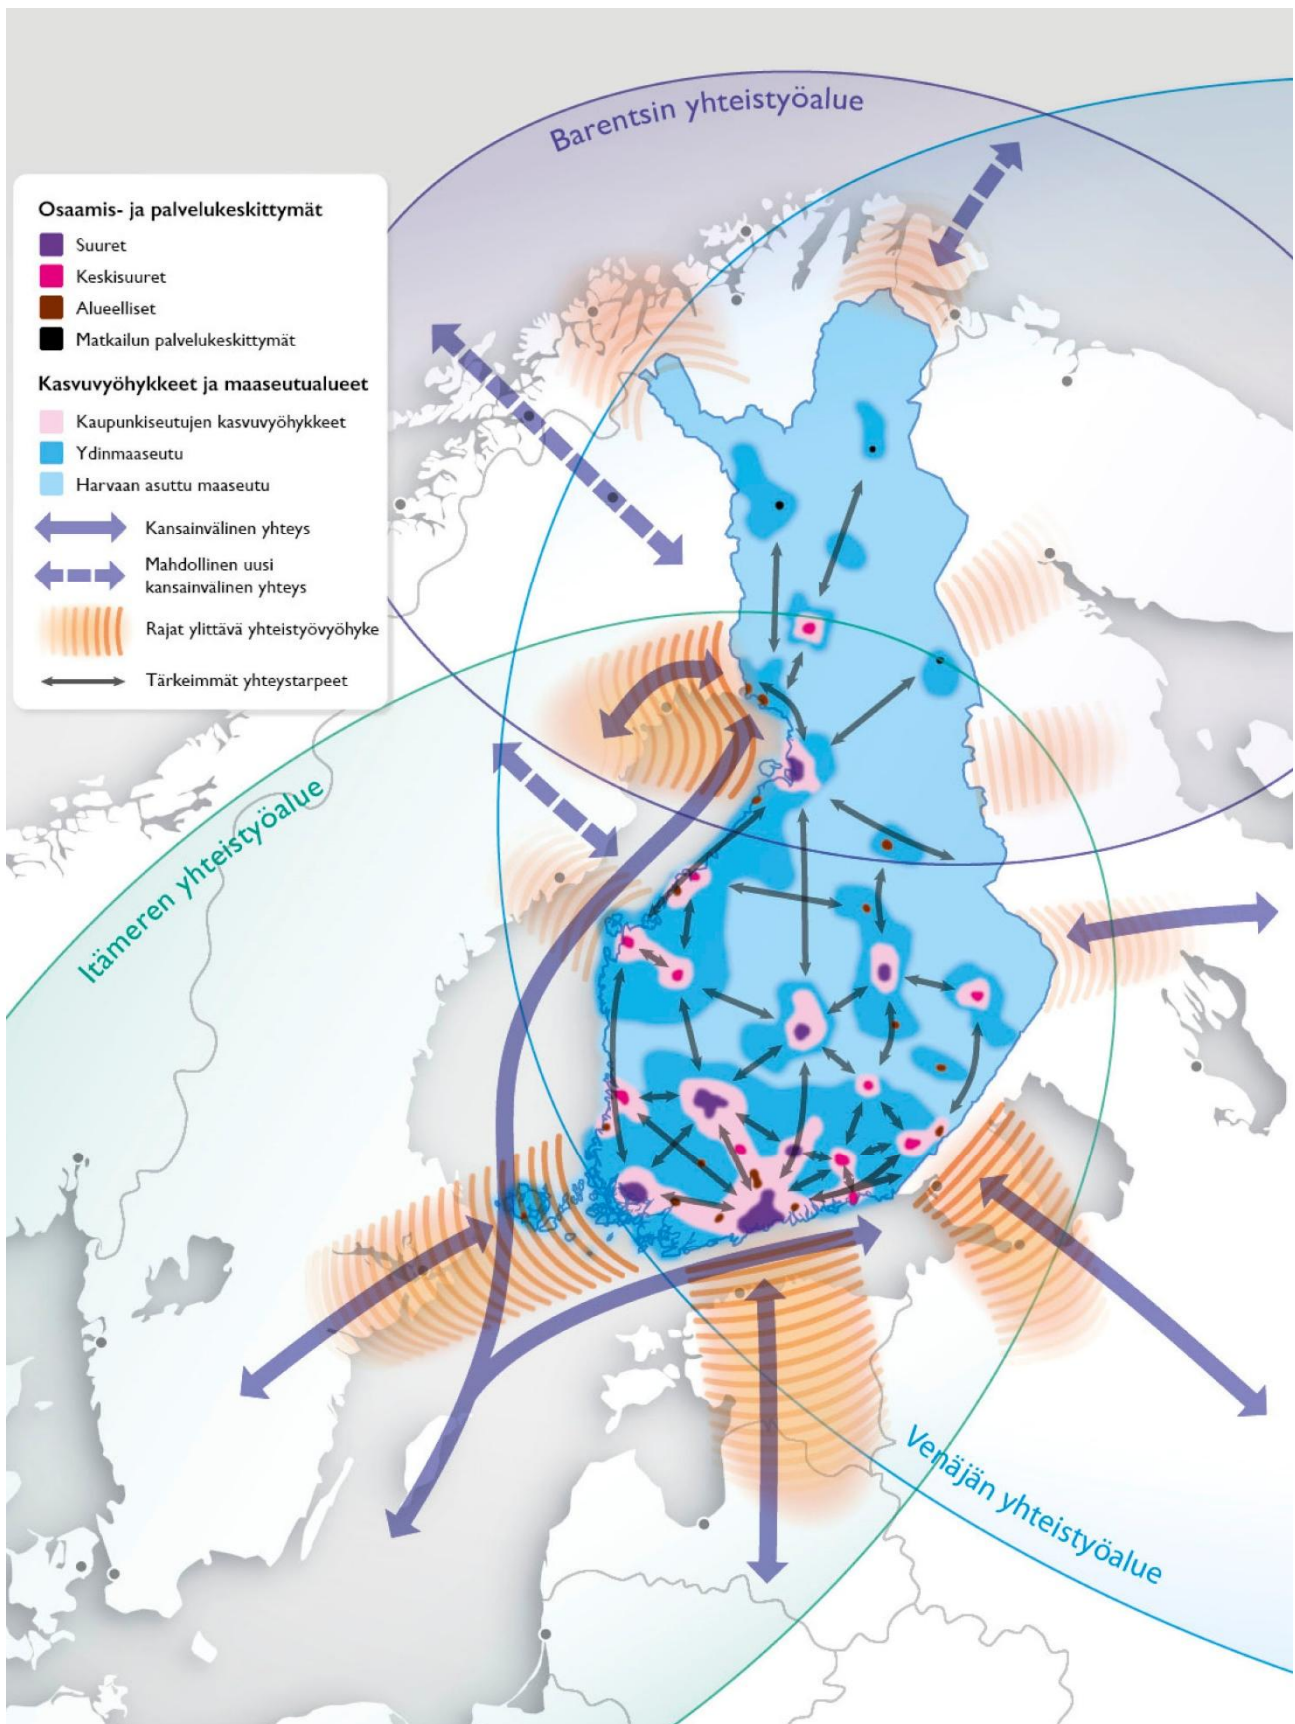 Barentsin yhteistyöalue
Osaamis- ja palvelukeskittymät
Suuret
Keskisuuret
Alueelliset
Matkailun palvelukeskittymät
Kasvuvyöhykkeet ja maaseutualueet
Kaupunkiseutujen kasvuvyöhykkeet
Ydinmaaseutu
Harvaan asuttu maaseutu
Kansainvälinen yhteys
Mahdollinen uusi
kansainvälinen yhteys
Rajat ylittävä yhteistyövyöhyke
Tärkeimmät yhteystarpeet
Itämeren yhteistyöalue
Venäjän yhteistyöalue